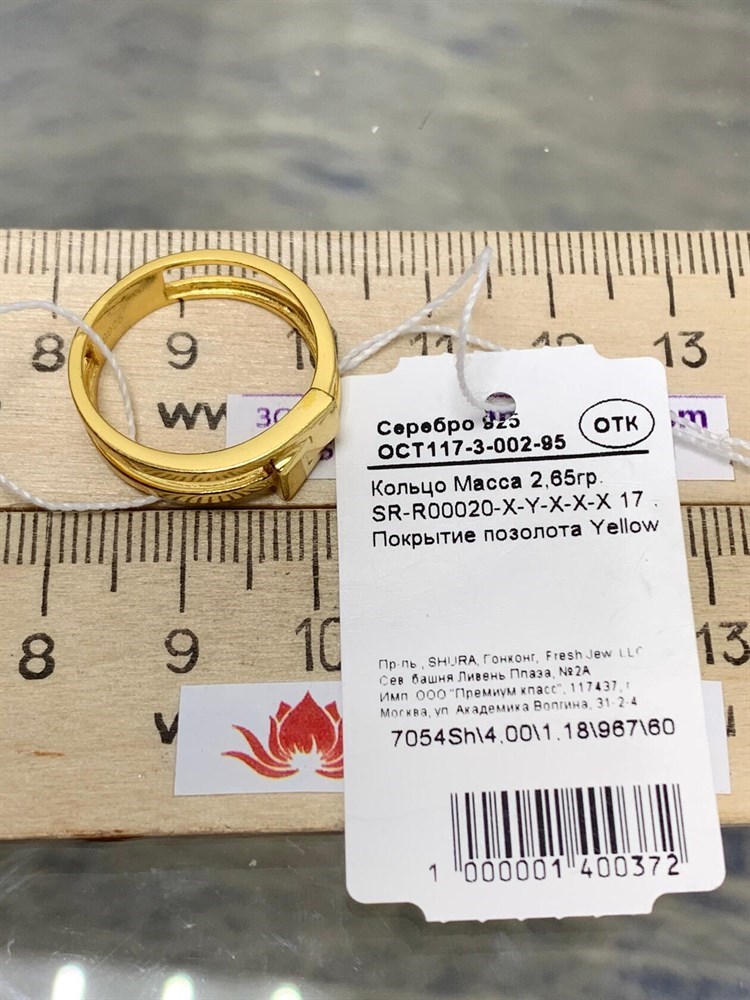 8 9 10 11 12 13
ww
Серебро 925
ОСТ117-3-002-95
ОТК
Кольцо Масса 2,65гр.
SR-R00020-X-Y-X-X-X 17
Покрытие позолота Yellow
8 9 10 13
Пр-ль, SHURA, Гонконг, Fresh Jew LLC
Сев. башня Ливень Плаза, №2А
Имп. ООО "Премиум класс", 117437, г
Москва, ул. Академика Волгина, 31-2-4
7054Sh\4.00\1.18\967\60
1 000001 400372